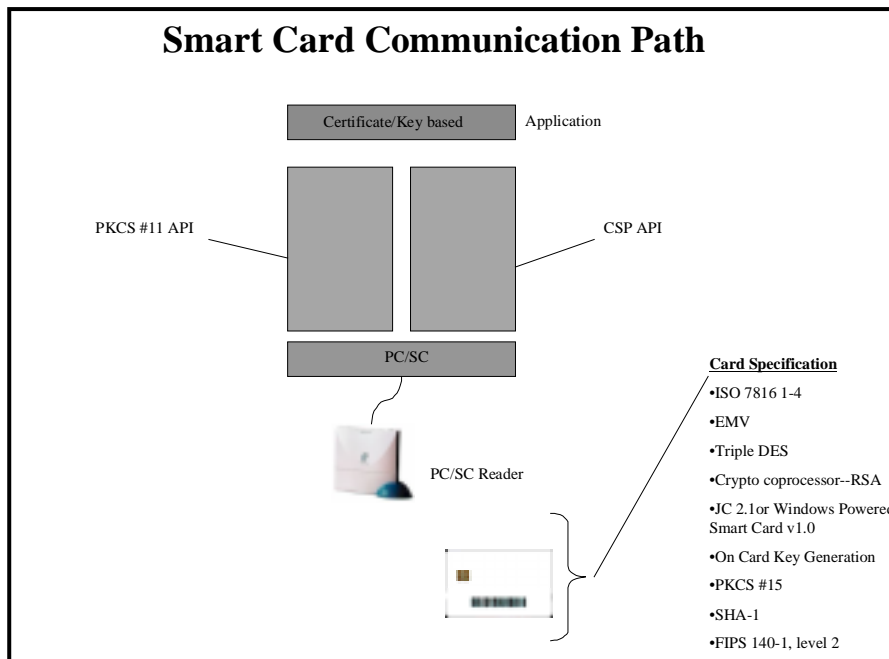 Smart Card Communication Path
Certificate/Key based
Application
PKCS #11 API
CSP API
PC/SC
PC/SC Reader
Card Specification
•ISO 7816 1-4
•EMV
•Triple DES
•Crypto coprocessor--RSA
•JC 2.1or Windows Powered
Smart Card v1.0
•On Card Key Generation
•PKCS #15
•SHA-1
•FIPS 140-1, level 2